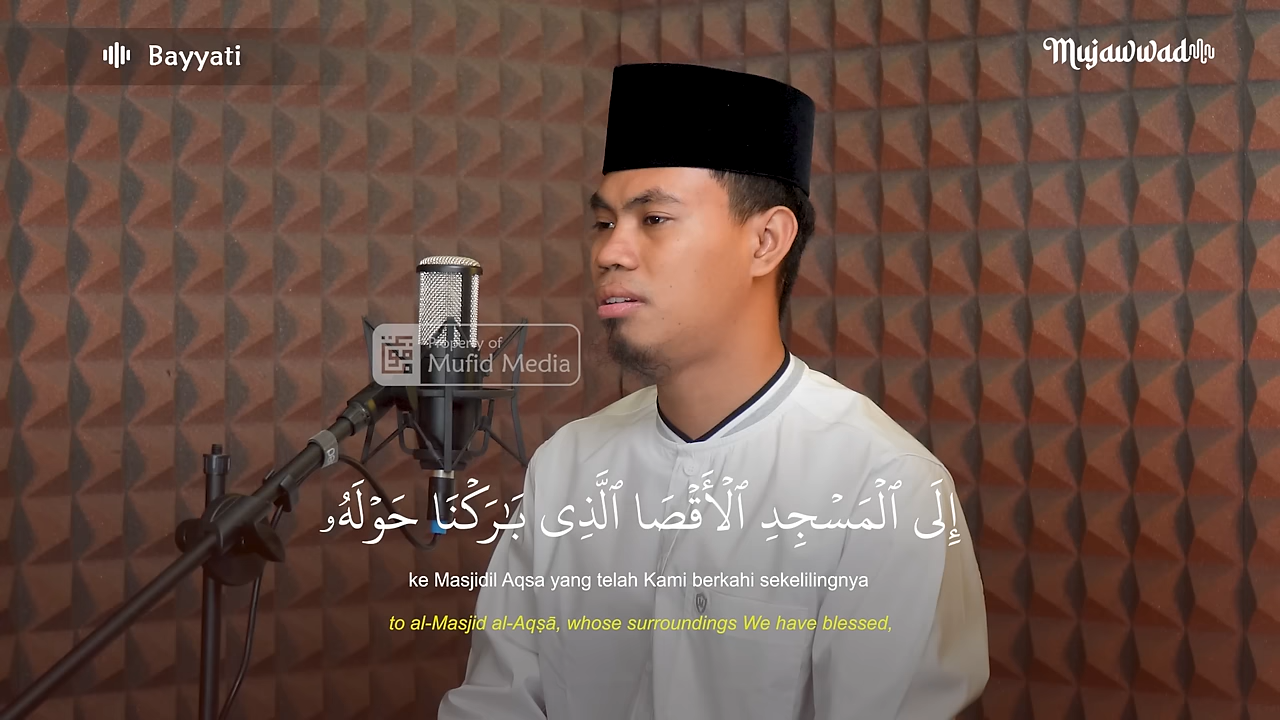 Bayyati
Mujawwad
Property of
Mufid Media
إِلَى ٱلْمَسْجِدِ ٱلْأَقْصَا ٱلَّذِى بَـٰرَكْنَا حَوْلَهُۥ
ke Masjidil Aqsa yang telah Kami berkahi sekelilingnya
to al-Masjid al-Aqṣā, whose surroundings We have blessed,